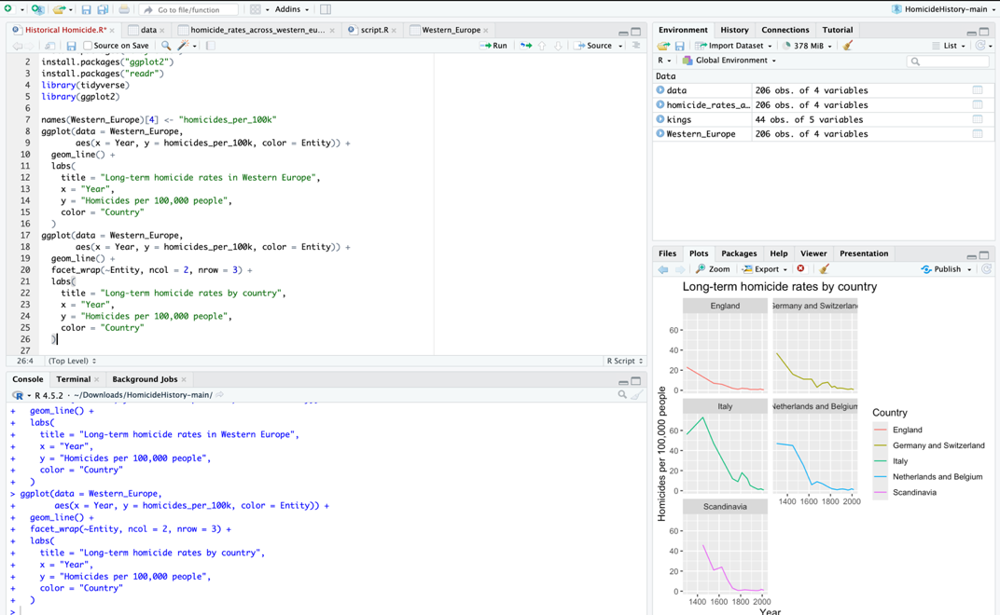 Go to file/function
Addins
HomicideHistory-main
Historical Homicide.R*
data
homicide_rates_across_western_eu...
script.R
Western_Europe
Source on Save
Run
Source
2 install.packages("ggplot2")
3 install.packages("readr")
4 library(tidyverse)
5 library(ggplot2)
6
7 names(Western_Europe)[4] <- "homicides_per_100k"
8 ggplot(data = Western_Europe,
9 aes(x = Year, y = homicides_per_100k, color = Entity)) +
10 geom_line() +
11 labs(
12 title = "Long-term homicide rates in Western Europe",
13 x = "Year",
14 y = "Homicides per 100,000 people",
15 color = "Country"
16 )
17 ggplot(data = Western_Europe,
18 aes(x = Year, y = homicides_per_100k, color = Entity)) +
19 geom_line() +
20 facet_wrap(~Entity, ncol = 2, nrow = 3) +
21 labs(
22 title = "Long-term homicide rates by country",
23 x = "Year",
24 y = "Homicides per 100,000 people",
25 color = "Country"
26 )
27
26:4 (Top Level) R Script
Console Terminal Background Jobs
R 4.5.2 · ~/Downloads/HomicideHistory-main/
+ geom_line() +
+ labs(
+ title = "Long-term homicide rates in Western Europe",
+ x = "Year",
+ y = "Homicides per 100,000 people",
+ color = "Country"
+ )
> ggplot(data = Western_Europe,
+ aes(x = Year, y = homicides_per_100k, color = Entity)) +
+ geom_line() +
+ facet_wrap(~Entity, ncol = 2, nrow = 3) +
+ labs(
+ title = "Long-term homicide rates by country",
+ x = "Year",
+ y = "Homicides per 100,000 people",
+ color = "Country"
+ )
>
Environment History Connections Tutorial
Import Dataset 378 MiB List
R Global Environment
Data
data 206 obs. of 4 variables
homicide_rates_a... 206 obs. of 4 variables
kings 44 obs. of 5 variables
Western_Europe 206 obs. of 4 variables
Files Plots Packages Help Viewer Presentation
Zoom Export Publish
Long-term homicide rates by country
England
Germany and Switzerland
60
40
20
0
Italy
Netherlands and Belgium
60
40
20
0
1400 1600 1800 2000
Scandinavia
60
40
20
0
1400 1600 1800 2000
Year
Homicides per 100,000 people
Country
England
Germany and Switzerland
Italy
Netherlands and Belgium
Scandinavia